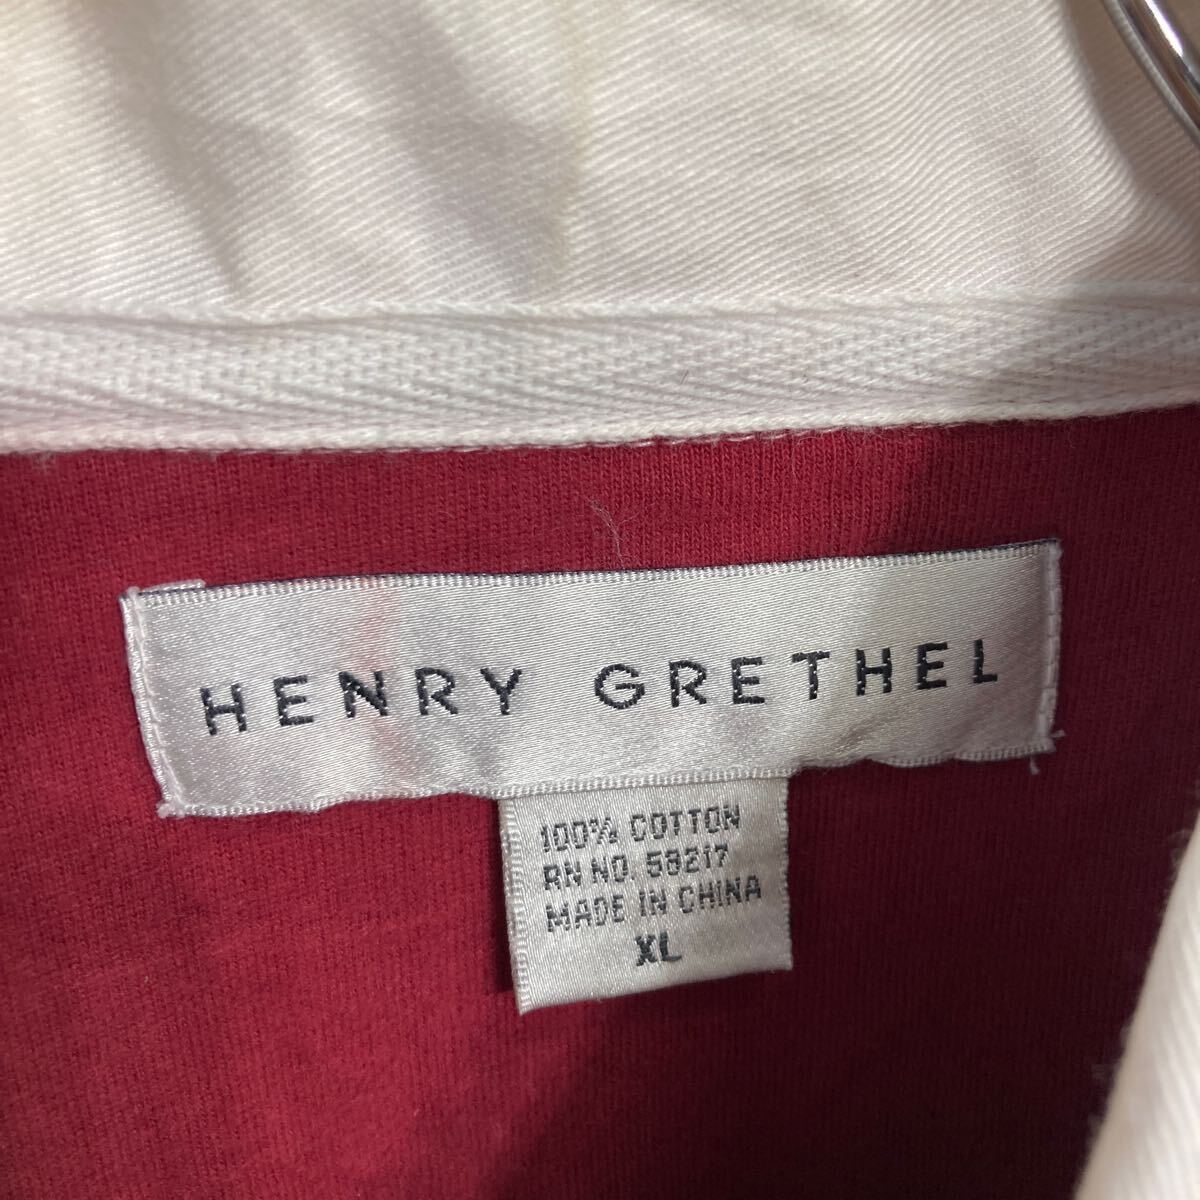 HENRY GRETHEL
100% COTTON
RN NO. 58217
MADE IN CHINA
XL